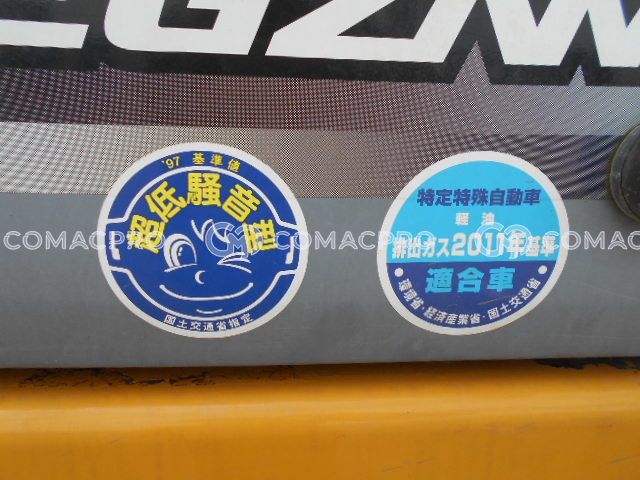 '97 基準値
超低騒音型
国土交通省指定
特定特殊自動車
軽油
排出ガス2011年基準
適合車
・環境省・経済産業省・国土交通省・
COMACPRO CM COMACPRO CM COMACPRO